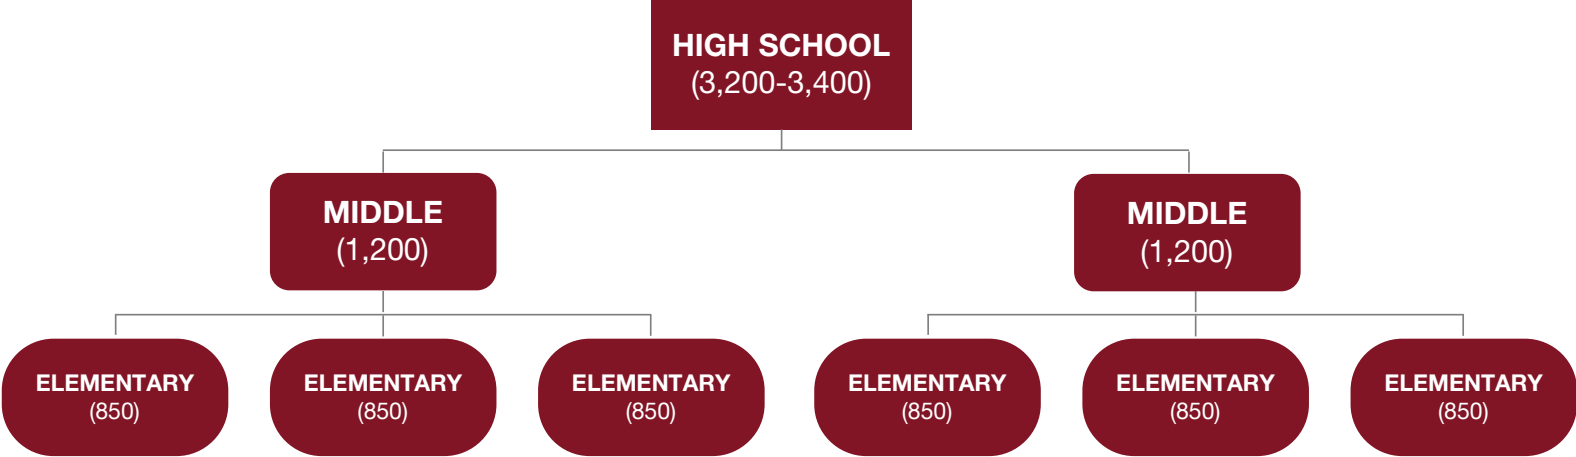 HIGH SCHOOL
(3,200-3,400)
MIDDLE
(1,200)
MIDDLE
(1,200)
ELEMENTARY
(850)
ELEMENTARY
(850)
ELEMENTARY
(850)
ELEMENTARY
(850)
ELEMENTARY
(850)
ELEMENTARY
(850)